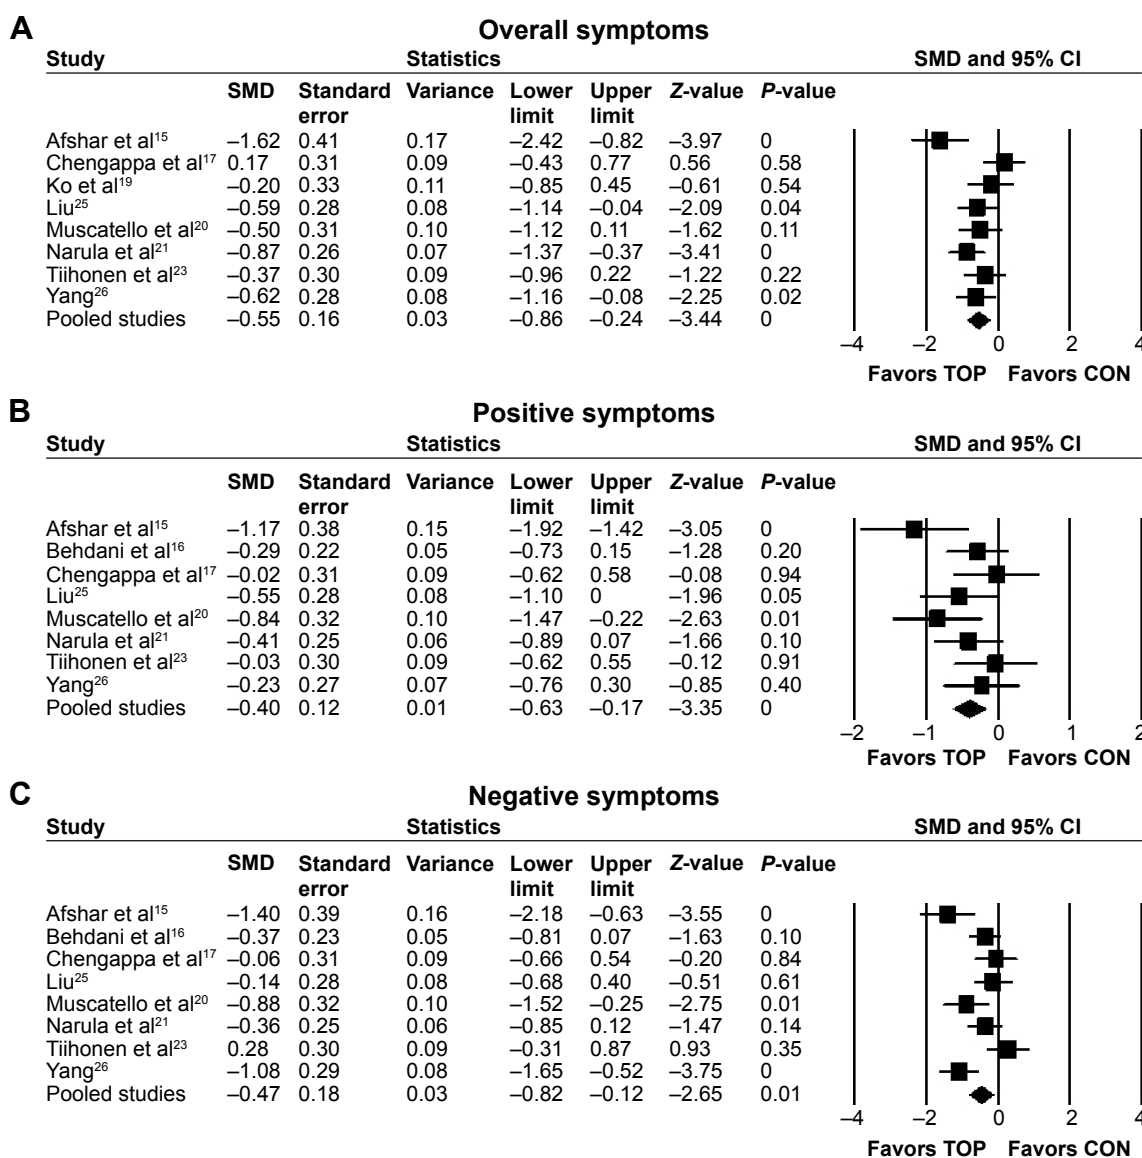 A Overall symptoms
Study Statistics SMD and 95% CI
SMD Standard error Variance Lower limit Upper limit Z-value P-value
Afshar et al15 –1.62 0.41 0.17 –2.42 –0.82 –3.97 0
Chengappa et al17 0.17 0.31 0.09 –0.43 0.77 0.56 0.58
Ko et al19 –0.20 0.33 0.11 –0.85 0.45 –0.61 0.54
Liu25 –0.59 0.28 0.08 –1.14 –0.04 –2.09 0.04
Muscatello et al20 –0.50 0.31 0.10 –1.12 0.11 –1.62 0.11
Narula et al21 –0.87 0.26 0.07 –1.37 –0.37 –3.41 0
Tiihonen et al23 –0.37 0.30 0.09 –0.96 0.22 –1.22 0.22
Yang26 –0.62 0.28 0.08 –1.16 –0.08 –2.25 0.02
Pooled studies –0.55 0.16 0.03 –0.86 –0.24 –3.44 0
–4 –2 0 2 4
Favors TOP Favors CON
B Positive symptoms
Study Statistics SMD and 95% CI
SMD Standard error Variance Lower limit Upper limit Z-value P-value
Afshar et al15 –1.17 0.38 0.15 –1.92 –1.42 –3.05 0
Behdani et al16 –0.29 0.22 0.05 –0.73 0.15 –1.28 0.20
Chengappa et al17 –0.02 0.31 0.09 –0.62 0.58 –0.08 0.94
Liu25 –0.55 0.28 0.08 –1.10 0 –1.96 0.05
Muscatello et al20 –0.84 0.32 0.10 –1.47 –0.22 –2.63 0.01
Narula et al21 –0.41 0.25 0.06 –0.89 0.07 –1.66 0.10
Tiihonen et al23 –0.03 0.30 0.09 –0.62 0.55 –0.12 0.91
Yang26 –0.23 0.27 0.07 –0.76 0.30 –0.85 0.40
Pooled studies –0.40 0.12 0.01 –0.63 –0.17 –3.35 0
–2 –1 0 1 2
Favors TOP Favors CON
C Negative symptoms
Study Statistics SMD and 95% CI
SMD Standard error Variance Lower limit Upper limit Z-value P-value
Afshar et al15 –1.40 0.39 0.16 –2.18 –0.63 –3.55 0
Behdani et al16 –0.37 0.23 0.05 –0.81 0.07 –1.63 0.10
Chengappa et al17 –0.06 0.31 0.09 –0.66 0.54 –0.20 0.84
Liu25 –0.14 0.28 0.08 –0.68 0.40 –0.51 0.61
Muscatello et al20 –0.88 0.32 0.10 –1.52 –0.25 –2.75 0.01
Narula et al21 –0.36 0.25 0.06 –0.85 0.12 –1.47 0.14
Tiihonen et al23 0.28 0.30 0.09 –0.31 0.87 0.93 0.35
Yang26 –1.08 0.29 0.08 –1.65 –0.52 –3.75 0
Pooled studies –0.47 0.18 0.03 –0.82 –0.12 –2.65 0.01
–4 –2 0 2 4
Favors TOP Favors CON